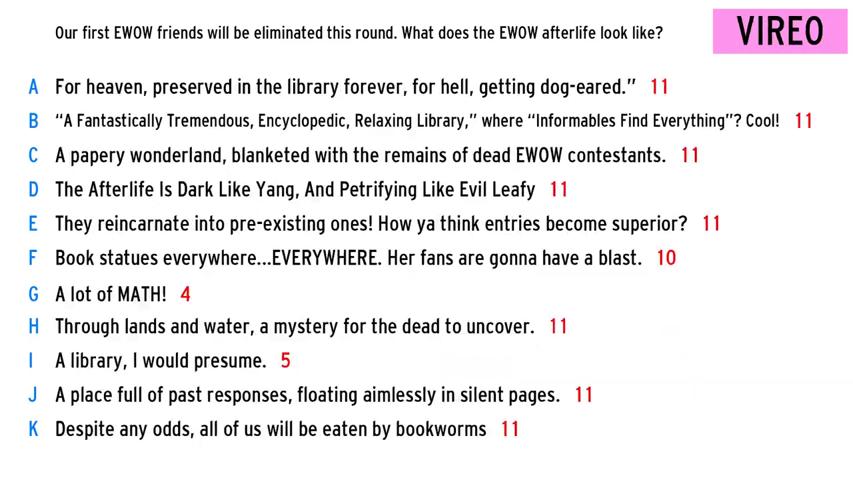 Our first EWOW friends will be eliminated this round. What does the EWOW afterlife look like?
VIREO
A For heaven, preserved in the library forever, for hell, getting dog-eared.” 11
B “A Fantastically Tremendous, Encyclopedic, Relaxing Library,” where “Informables Find Everything”? Cool! 11
C A papery wonderland, blanketed with the remains of dead EWOW contestants. 11
D The Afterlife Is Dark Like Yang, And Petrifying Like Evil Leafy 11
E They reincarnate into pre-existing ones! How ya think entries become superior? 11
F Book statues everywhere...EVERYWHERE. Her fans are gonna have a blast. 10
G A lot of MATH! 4
H Through lands and water, a mystery for the dead to uncover. 11
I A library, I would presume. 5
J A place full of past responses, floating aimlessly in silent pages. 11
K Despite any odds, all of us will be eaten by bookworms 11